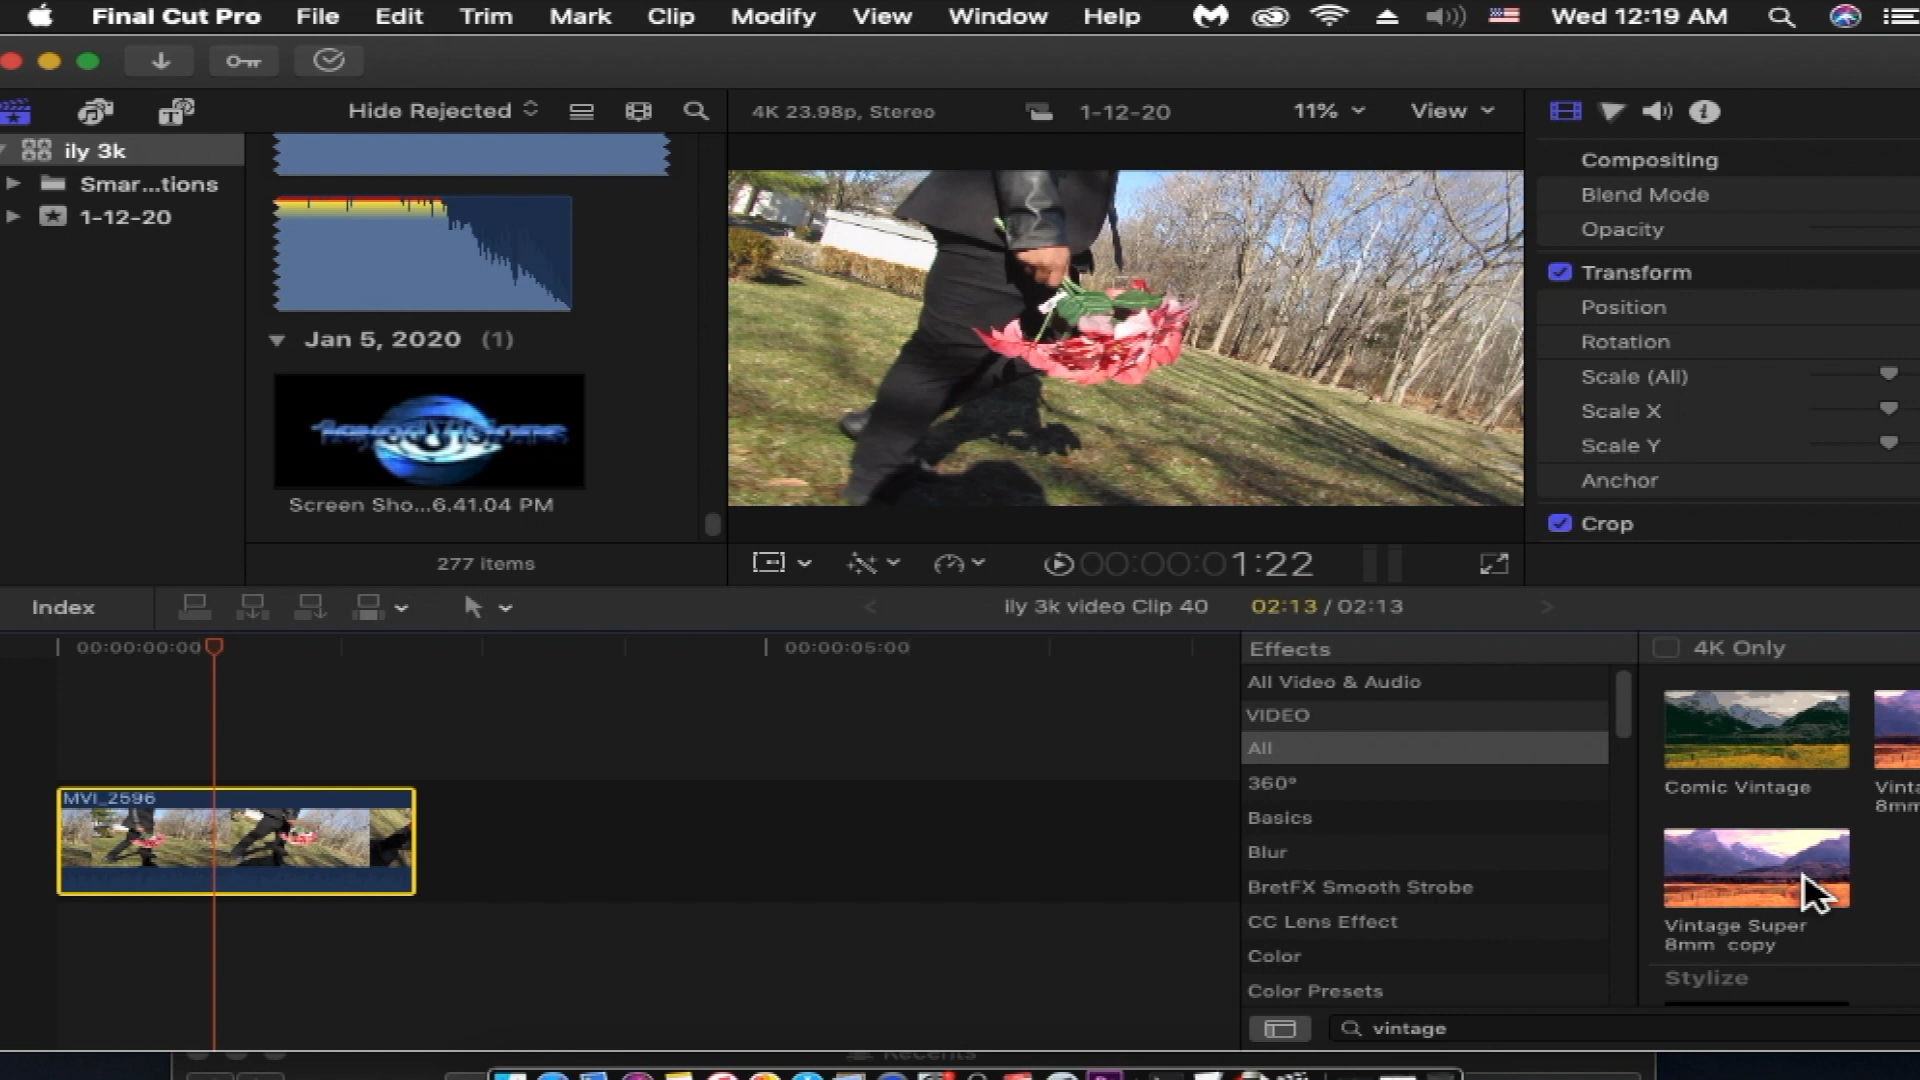 Final Cut Pro File Edit Trim Mark Clip Modify View Window Help Wed 12:19 AM
Hide Rejected
4K 23.98p, Stereo 1-12-20 11% View
ily 3k
Smar...tions
1-12-20
Jan 5, 2020 (1)
Screen Sho...6.41.04 PM
277 items
00:00:01:22
Compositing
Blend Mode
Opacity
Transform
Position
Rotation
Scale (All)
Scale X
Scale Y
Anchor
Crop
Index
ily 3k video Clip 40 02:13 / 02:13
00:00:00:00 00:00:05:00
MVI_2596
Effects
All Video & Audio
VIDEO
All
360°
Basics
Blur
BretFX Smooth Strobe
CC Lens Effect
Color
Color Presets
4K Only
Comic Vintage
Vinta
8mm
Vintage Super
8mm copy
Stylize
vintage
Recents